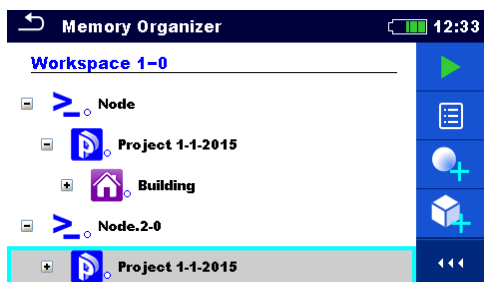 Memory Organizer 12:33
Workspace 1-0
Node
Project 1-1-2015
Building
Node.2-0
Project 1-1-2015